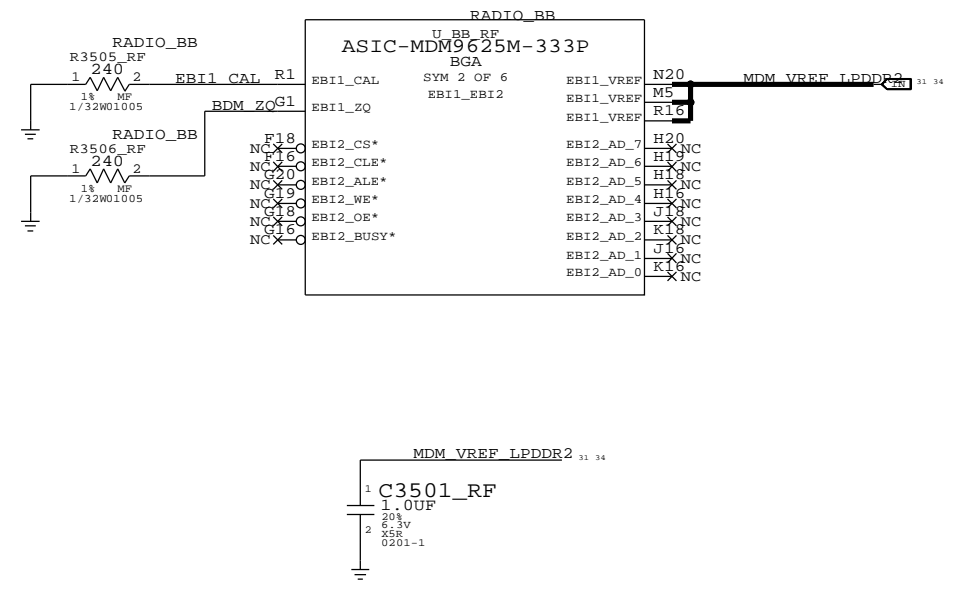 RADIO_BB
U_BB_RF
ASIC-MDM9625M-333P
BGA
SYM 2 OF 6
EBI1_EBI2
RADIO_BB
R3505_RF
240
1 2
1% MF
1/32W01005
EBI1_CAL R1 EBI1_CAL
BDM_ZQ G1 EBI1_ZQ
RADIO_BB
R3506_RF
240
1 2
1% MF
1/32W01005
NC F18 EBI2_CS*
NC F16 EBI2_CLE*
NC G20 EBI2_ALE*
NC G19 EBI2_WE*
NC G18 EBI2_OE*
NC G16 EBI2_BUSY*
EBI1_VREF N20 MDM_VREF_LPDDR2 IN 31 34
EBI1_VREF M5
EBI1_VREF R16
EBI2_AD_7 H20 NC
EBI2_AD_6 H19 NC
EBI2_AD_5 H18 NC
EBI2_AD_4 H16 NC
EBI2_AD_3 J18 NC
EBI2_AD_2 K18 NC
EBI2_AD_1 J16 NC
EBI2_AD_0 K16 NC
MDM_VREF_LPDDR2 31 34
1 C3501_RF
1.0UF
20%
6.3V
2 X5R
0201-1